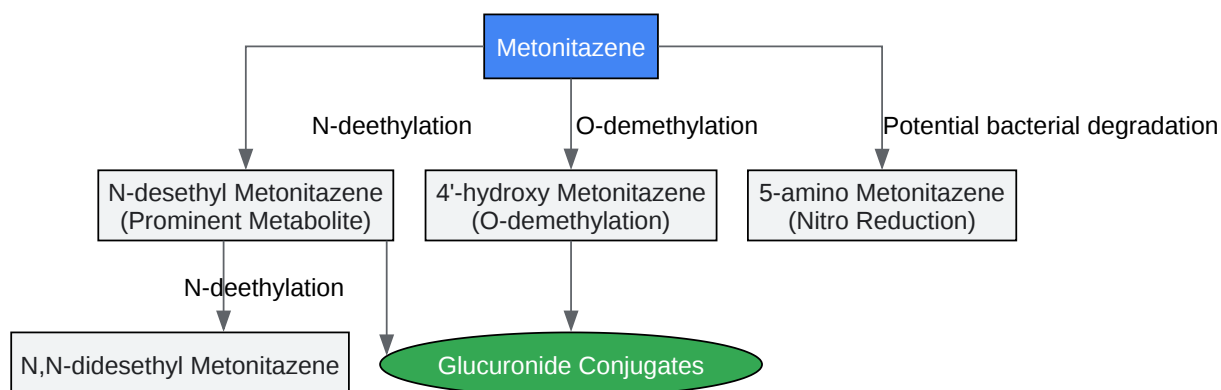 Metonitazene
N-deethylation
O-demethylation
Potential bacterial degradation
N-desethyl Metonitazene
(Prominent Metabolite)
4'-hydroxy Metonitazene
(O-demethylation)
5-amino Metonitazene
(Nitro Reduction)
N-deethylation
N,N-didesethyl Metonitazene
Glucuronide Conjugates